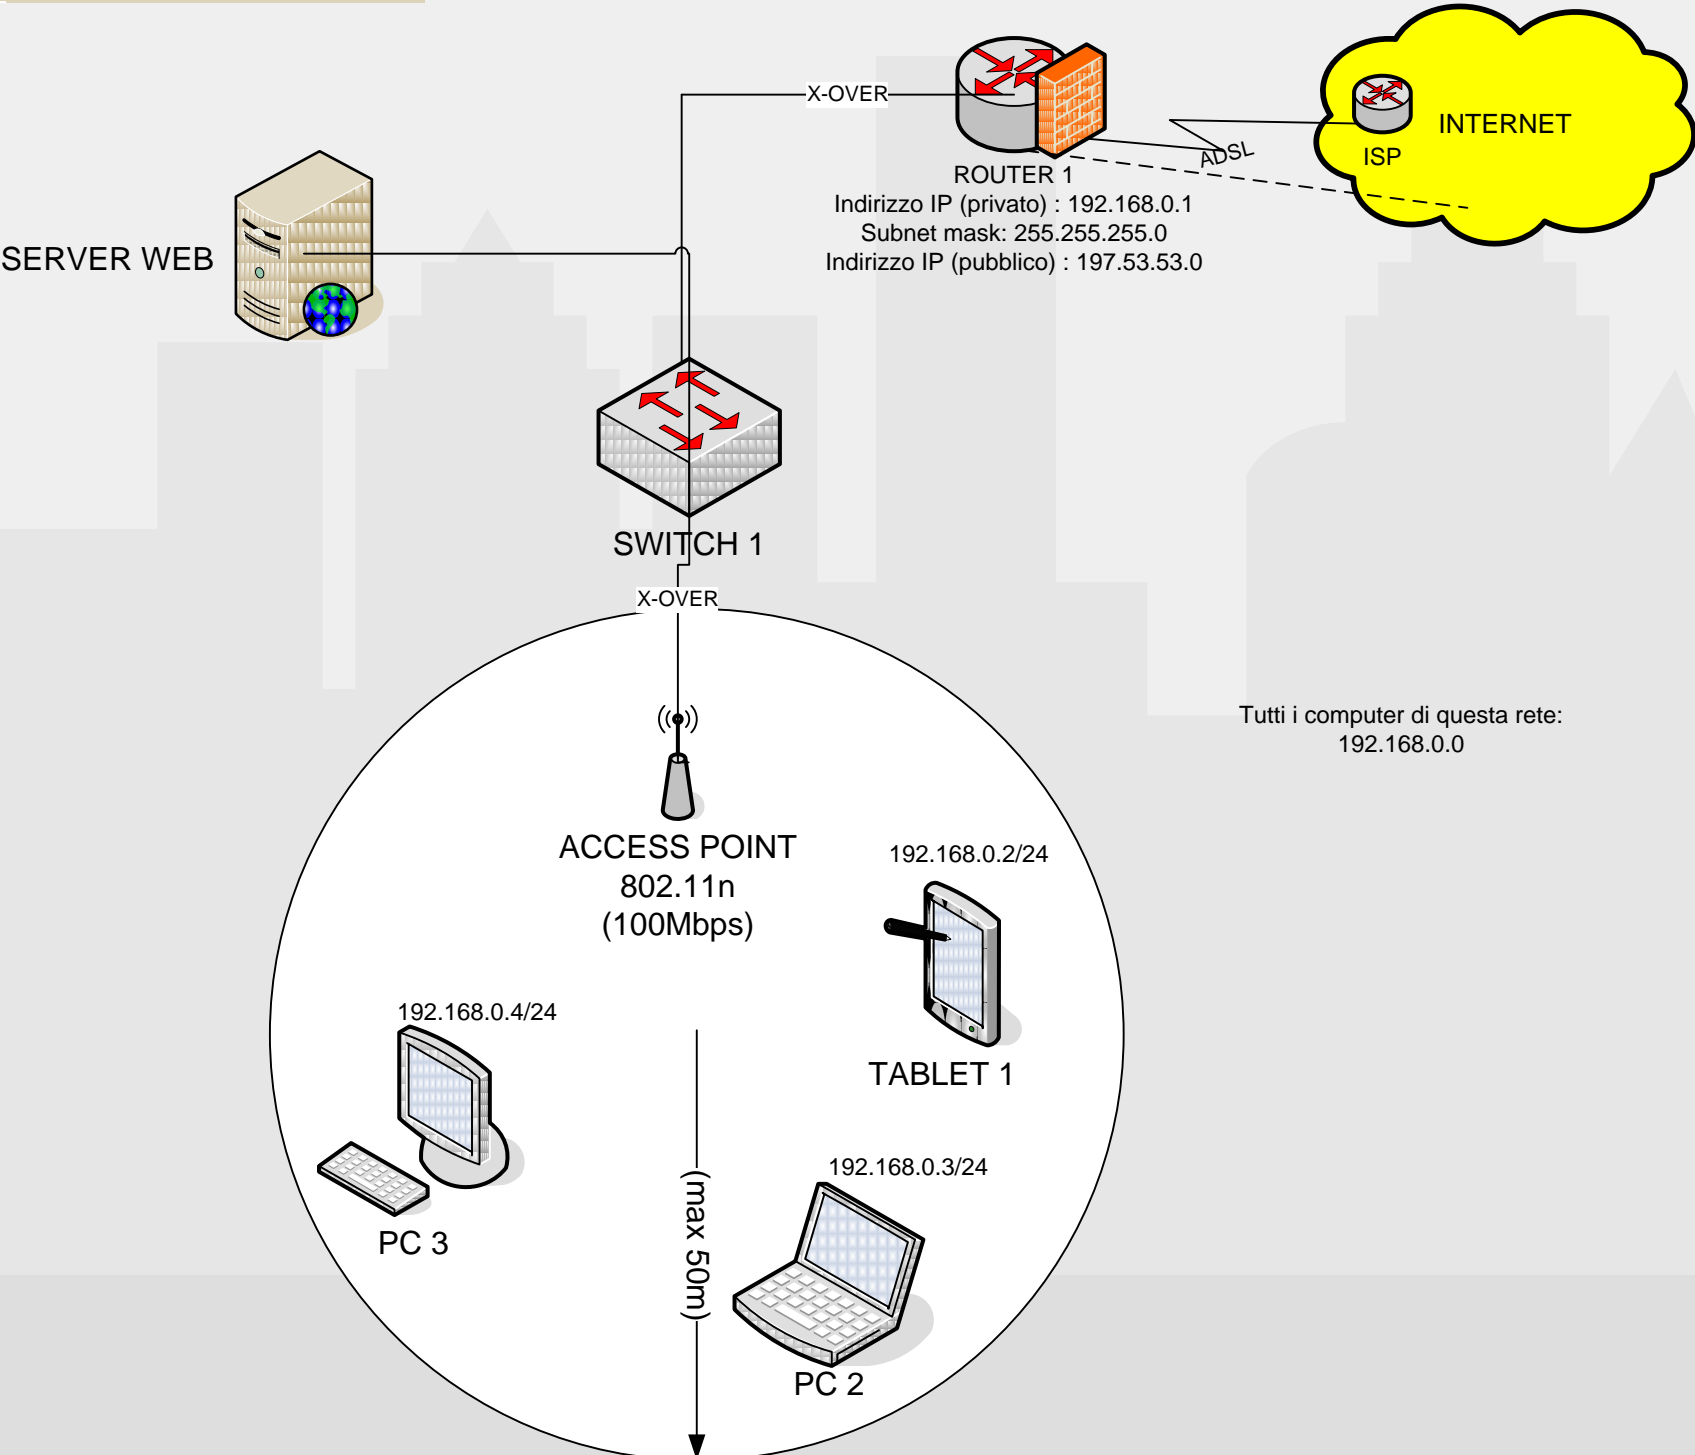 X-OVER
INTERNET
ISP
ADSL
ROUTER 1
Indirizzo IP (privato) : 192.168.0.1
Subnet mask: 255.255.255.0
Indirizzo IP (pubblico) : 197.53.53.0
SERVER WEB
SWITCH 1
X-OVER
Tutti i computer di questa rete:
192.168.0.0
ACCESS POINT
802.11n
(100Mbps)
192.168.0.2/24
TABLET 1
192.168.0.4/24
PC 3
(max 50m)
192.168.0.3/24
PC 2